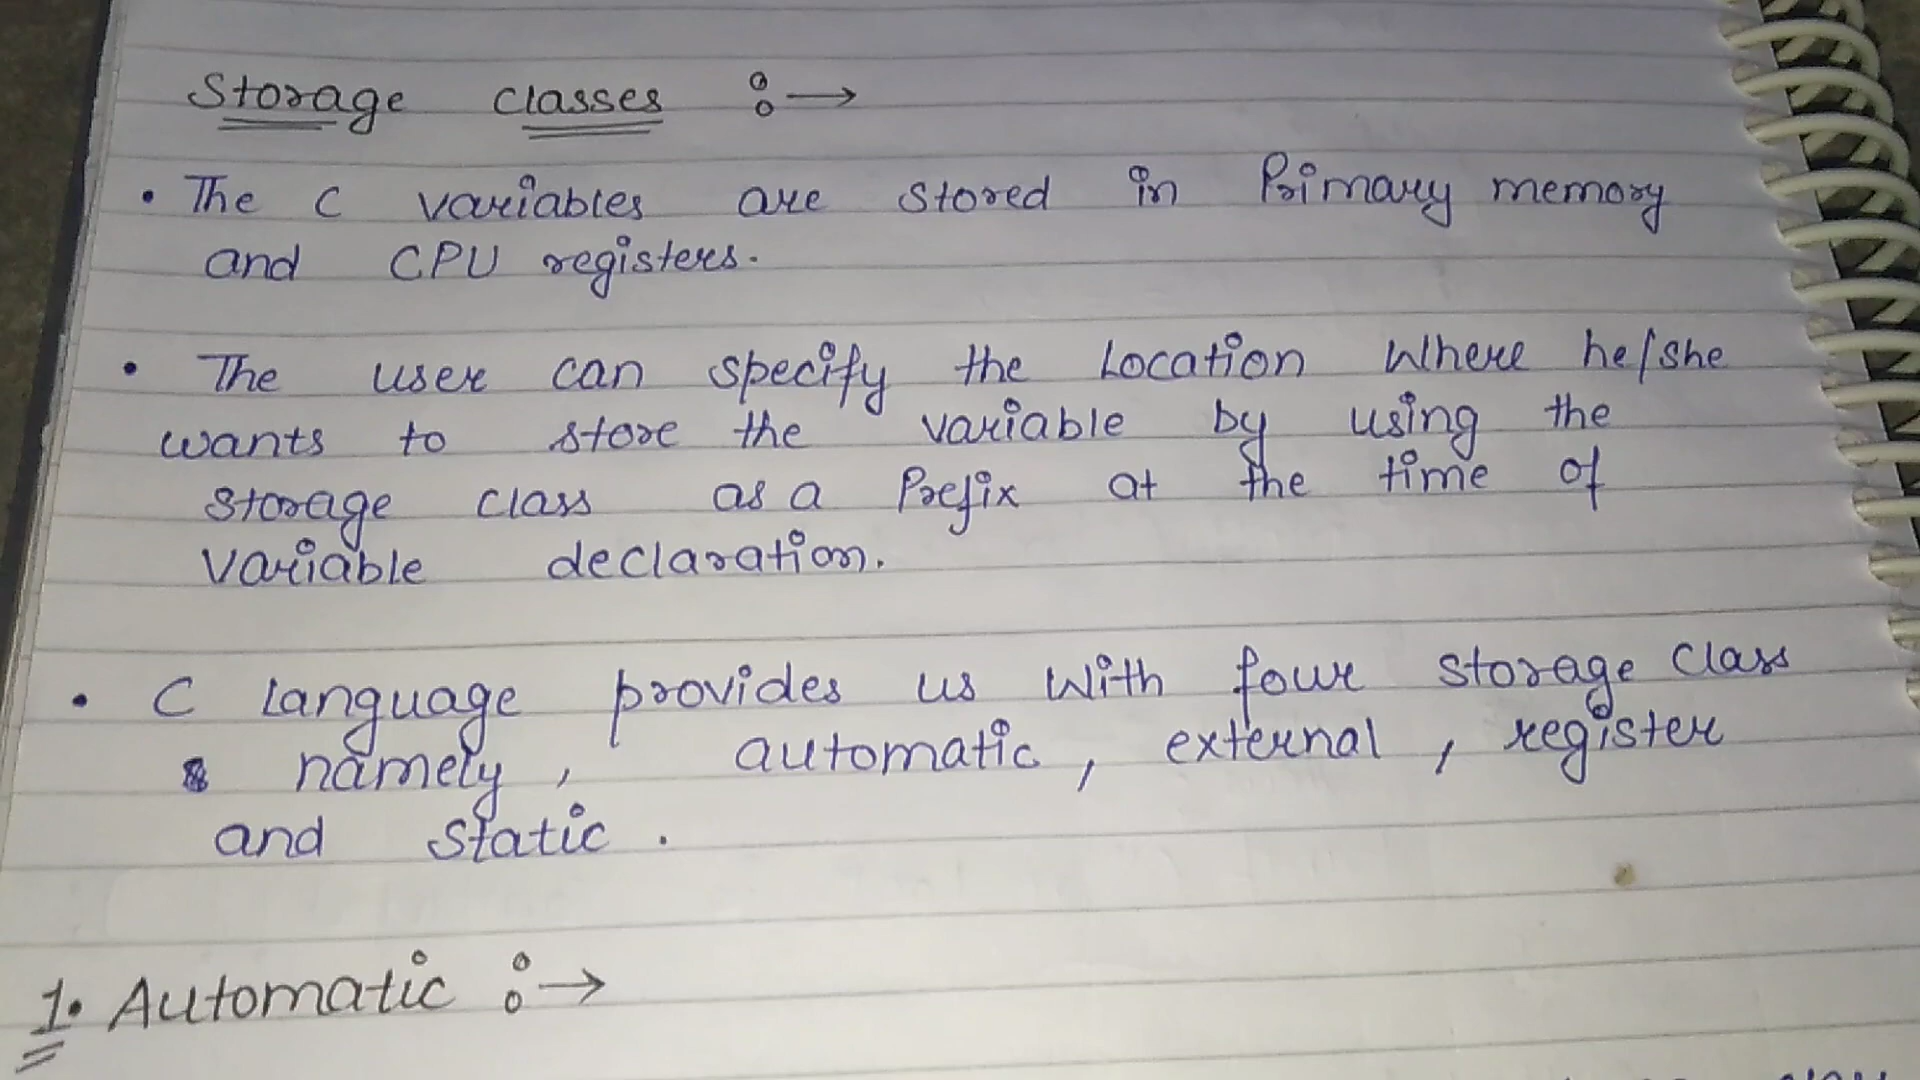 Storage classes :→
• The C variables are stored in Primary memory
and CPU registers.
• The user can specify the Location Where he/she
wants to store the variable by using the
storage class as a Prefix at the time of
Variable declaration.
• C language provides us With four storage Class
namely, automatic, external, register
and static.
1. Automatic :→